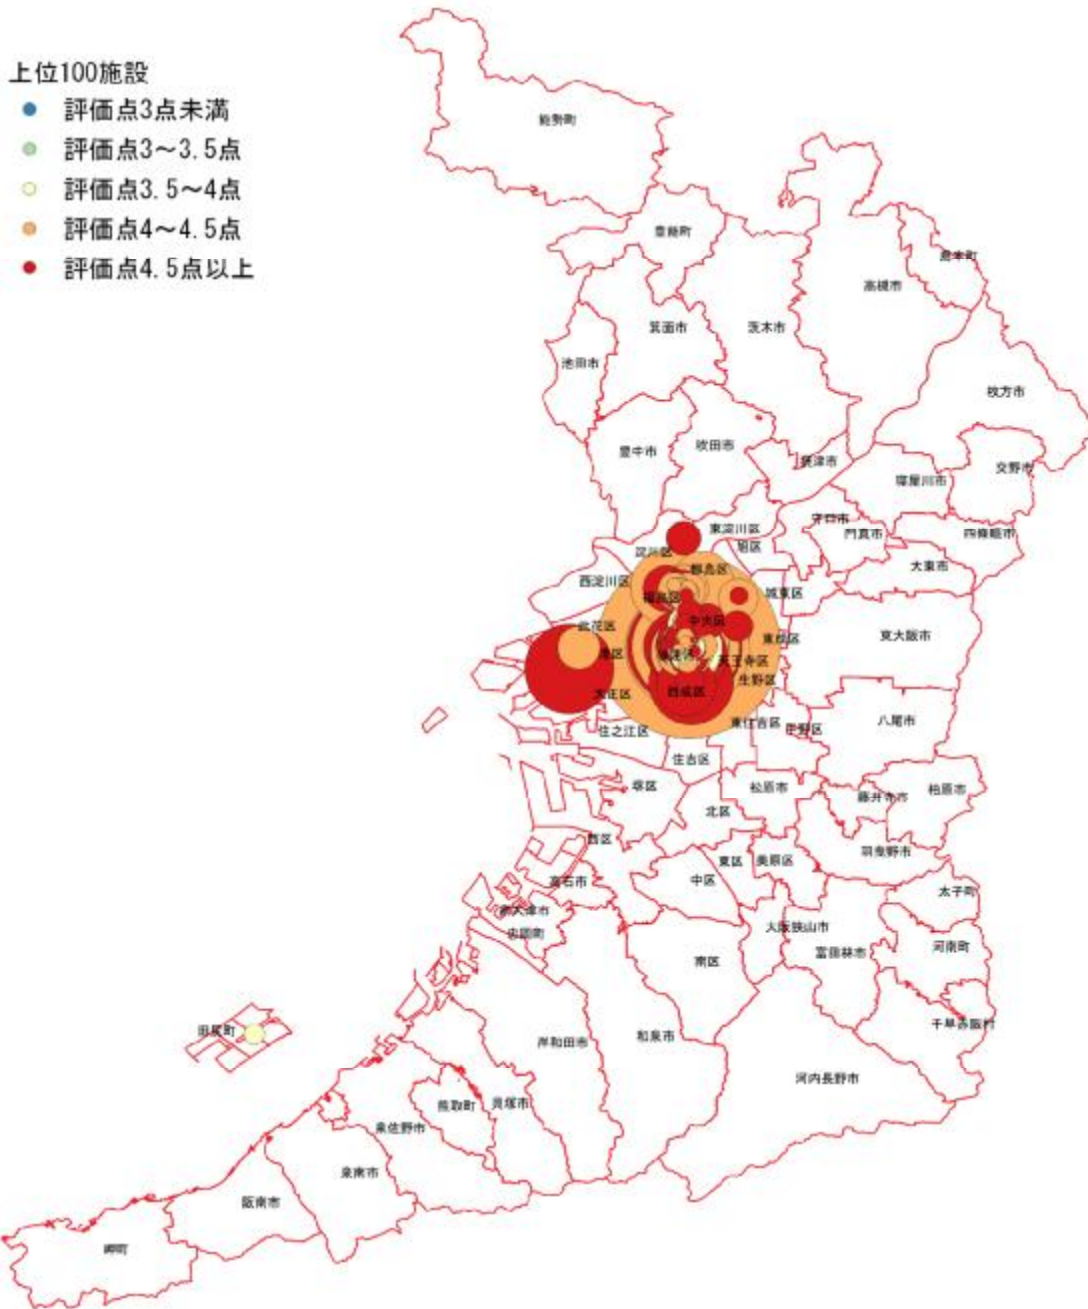 上位100施設
評価点3点未満
評価点3～3.5点
評価点3.5～4点
評価点4～4.5点
評価点4.5点以上
能勢町
豊能町
島本町
高槻市
箕面市
茨木市
池田市
枚方市
豊中市
吹田市
摂津市
交野市
寝屋川市
守口市
門真市
四條畷市
東淀川区
旭区
淀川区
大東市
都島区
西淀川区
城東区
福島区
此花区
中央区
東成区
東大阪市
港区
浪速区
天王寺区
生野区
大正区
西成区
住之江区
東住吉区
平野区
八尾市
住吉区
堺区
松原市
藤井寺市
柏原市
北区
西区
東区
美原区
羽曳野市
高石市
中区
太子町
泉大津市
忠岡町
大阪狭山市
富田林市
河南町
南区
田尻町
千早赤阪村
岸和田市
和泉市
河内長野市
熊取町
貝塚市
泉佐野市
泉南市
阪南市
岬町